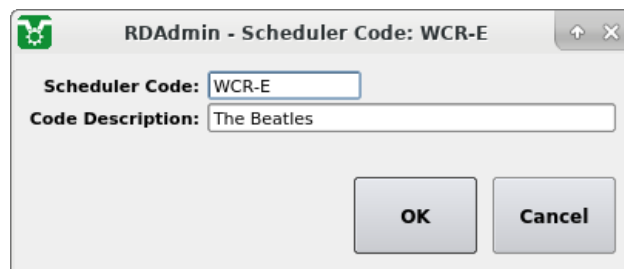 RDAdmin - Scheduler Code: WCR-E
Scheduler Code: WCR-E
Code Description: The Beatles
OK Cancel